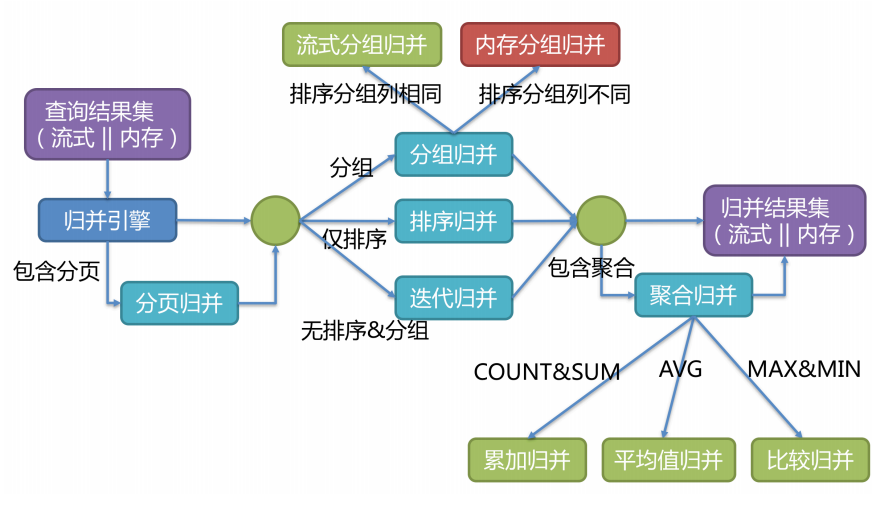 流式分组归并
内存分组归并
排序分组列相同
排序分组列不同
查询结果集
（流式 || 内存）
分组归并
分组
归并引擎
排序归并
仅排序
归并结果集
（流式 || 内存）
包含分页
分页归并
迭代归并
无排序&分组
包含聚合
聚合归并
COUNT&SUM
AVG
MAX&MIN
累加归并
平均值归并
比较归并